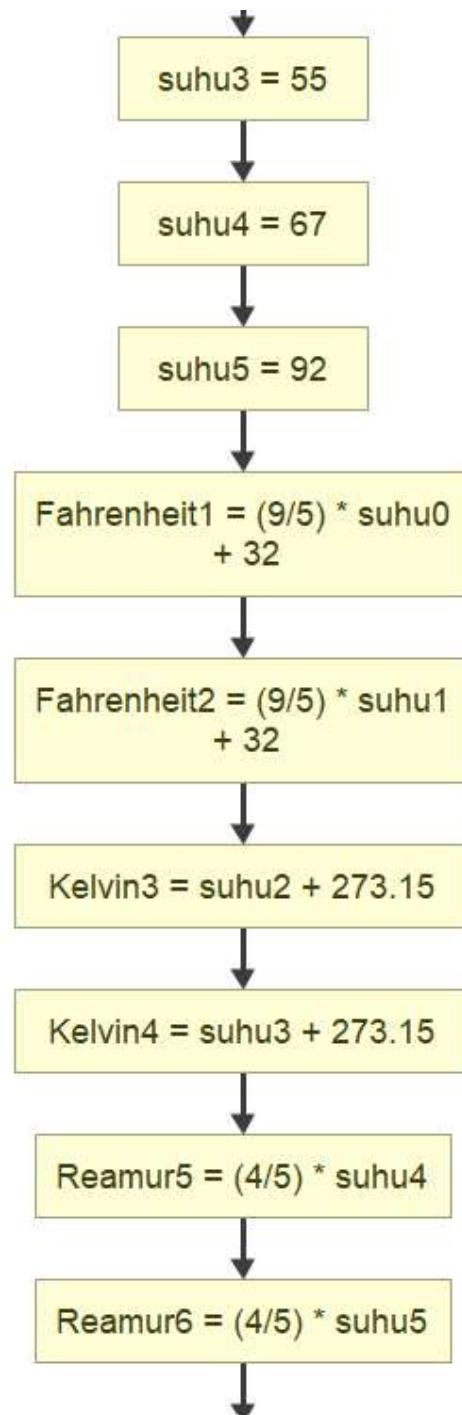 suhu3 = 55
suhu4 = 67
suhu5 = 92
Fahrenheit1 = (9/5) * suhu0
+ 32
Fahrenheit2 = (9/5) * suhu1
+ 32
Kelvin3 = suhu2 + 273.15
Kelvin4 = suhu3 + 273.15
Reamur5 = (4/5) * suhu4
Reamur6 = (4/5) * suhu5